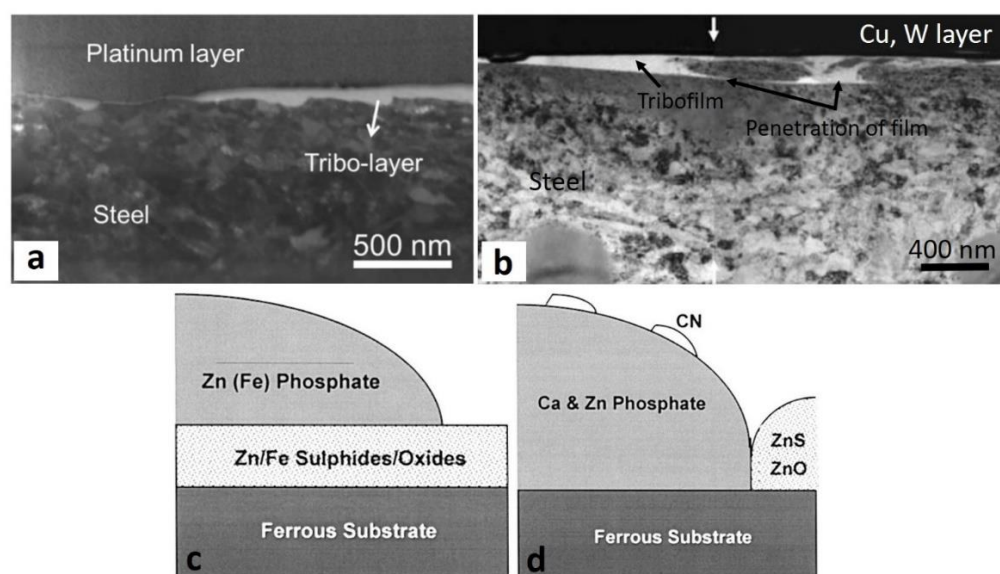 Platinum layer
Tribo-layer
Steel
500 nm
a
Cu, W layer
Tribofilm
Penetration of film
Steel
400 nm
b
Zn (Fe) Phosphate
Zn/Fe Sulphides/Oxides
Ferrous Substrate
c
CN
Ca & Zn Phosphate
ZnS
ZnO
Ferrous Substrate
d